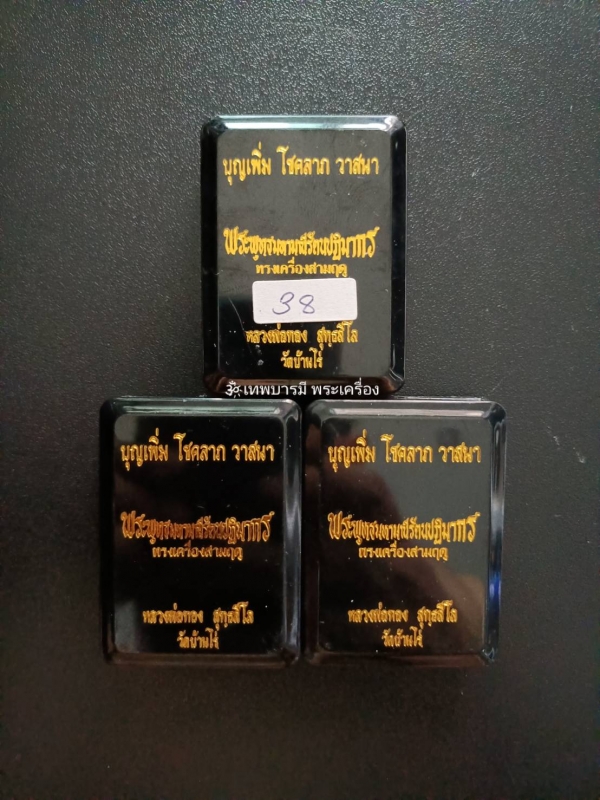 บุญเพิ่ม โชคลาภ วาสนา
พระพุทธมหามณีรัตนปฏิมากร
ทรงเครื่องสามฤดู
38
หลวงพ่อทอง สุทฺธสีโล
วัดบ้านไร่
เทพบารมี พระเครื่อง
บุญเพิ่ม โชคลาภ วาสนา
พระพุทธมหามณีรัตนปฏิมากร
ทรงเครื่องสามฤดู
หลวงพ่อทอง สุทฺธสีโล
วัดบ้านไร่
บุญเพิ่ม โชคลาภ วาสนา
พระพุทธมหามณีรัตนปฏิมากร
ทรงเครื่องสามฤดู
หลวงพ่อทอง สุทฺธสีโล
วัดบ้านไร่